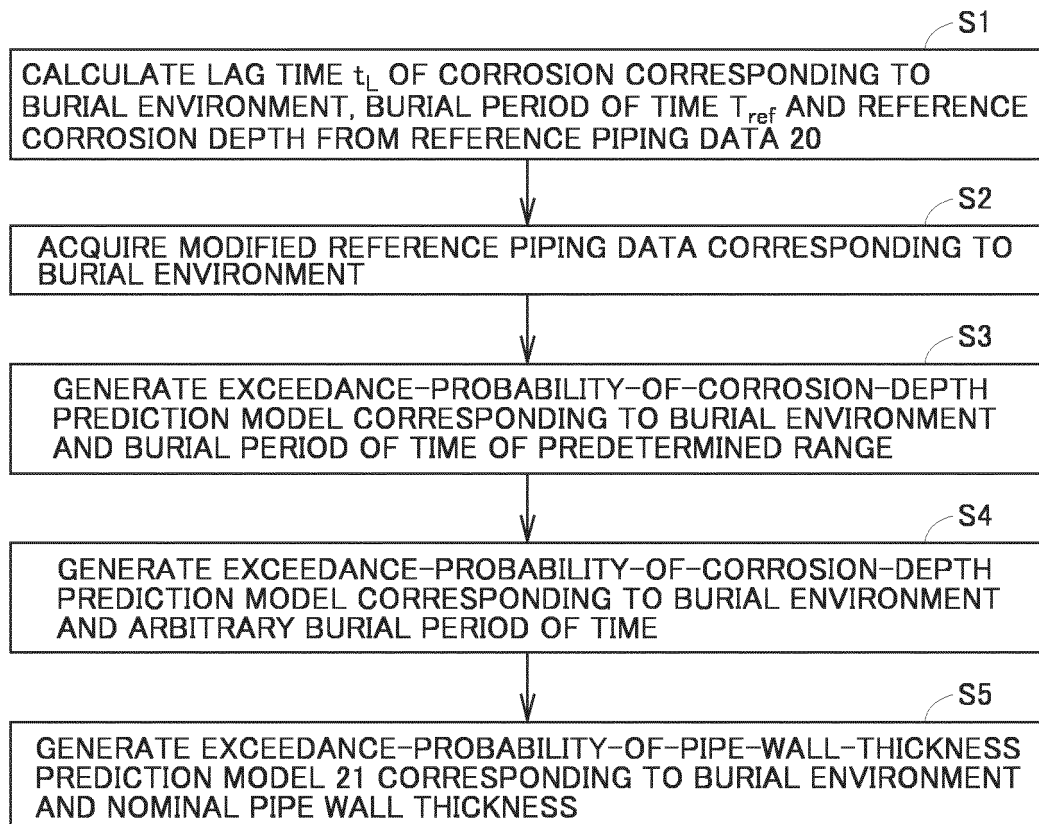 S1
CALCULATE LAG TIME tL OF CORROSION CORRESPONDING TO
BURIAL ENVIRONMENT, BURIAL PERIOD OF TIME Tref AND REFERENCE
CORROSION DEPTH FROM REFERENCE PIPING DATA 20
S2
ACQUIRE MODIFIED REFERENCE PIPING DATA CORRESPONDING TO
BURIAL ENVIRONMENT
S3
GENERATE EXCEEDANCE-PROBABILITY-OF-CORROSION-DEPTH
PREDICTION MODEL CORRESPONDING TO BURIAL ENVIRONMENT
AND BURIAL PERIOD OF TIME OF PREDETERMINED RANGE
S4
GENERATE EXCEEDANCE-PROBABILITY-OF-CORROSION-DEPTH
PREDICTION MODEL CORRESPONDING TO BURIAL ENVIRONMENT
AND ARBITRARY BURIAL PERIOD OF TIME
S5
GENERATE EXCEEDANCE-PROBABILITY-OF-PIPE-WALL-THICKNESS
PREDICTION MODEL 21 CORRESPONDING TO BURIAL ENVIRONMENT
AND NOMINAL PIPE WALL THICKNESS